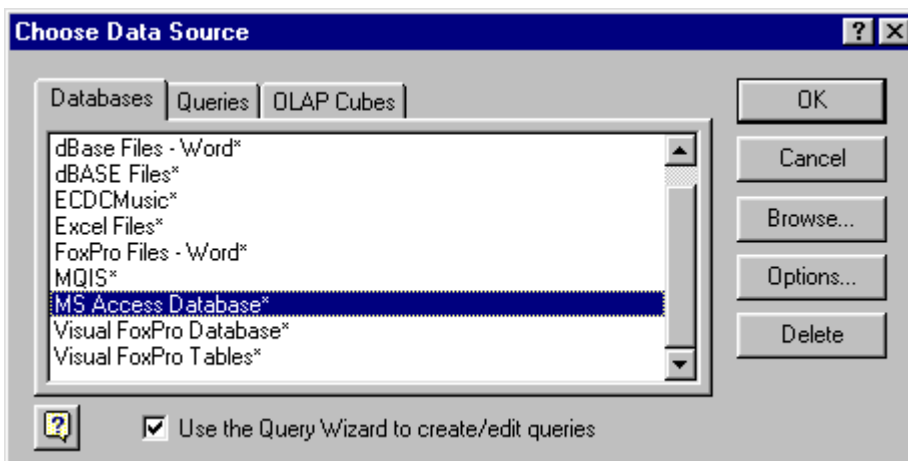 Choose Data Source
Databases
Queries
OLAP Cubes
dBase Files - Word*
dBASE Files*
ECDCMusic*
Excel Files*
FoxPro Files - Word*
MQIS*
MS Access Database*
Visual FoxPro Database*
Visual FoxPro Tables*
OK
Cancel
Browse...
Options...
Delete
Use the Query Wizard to create/edit queries